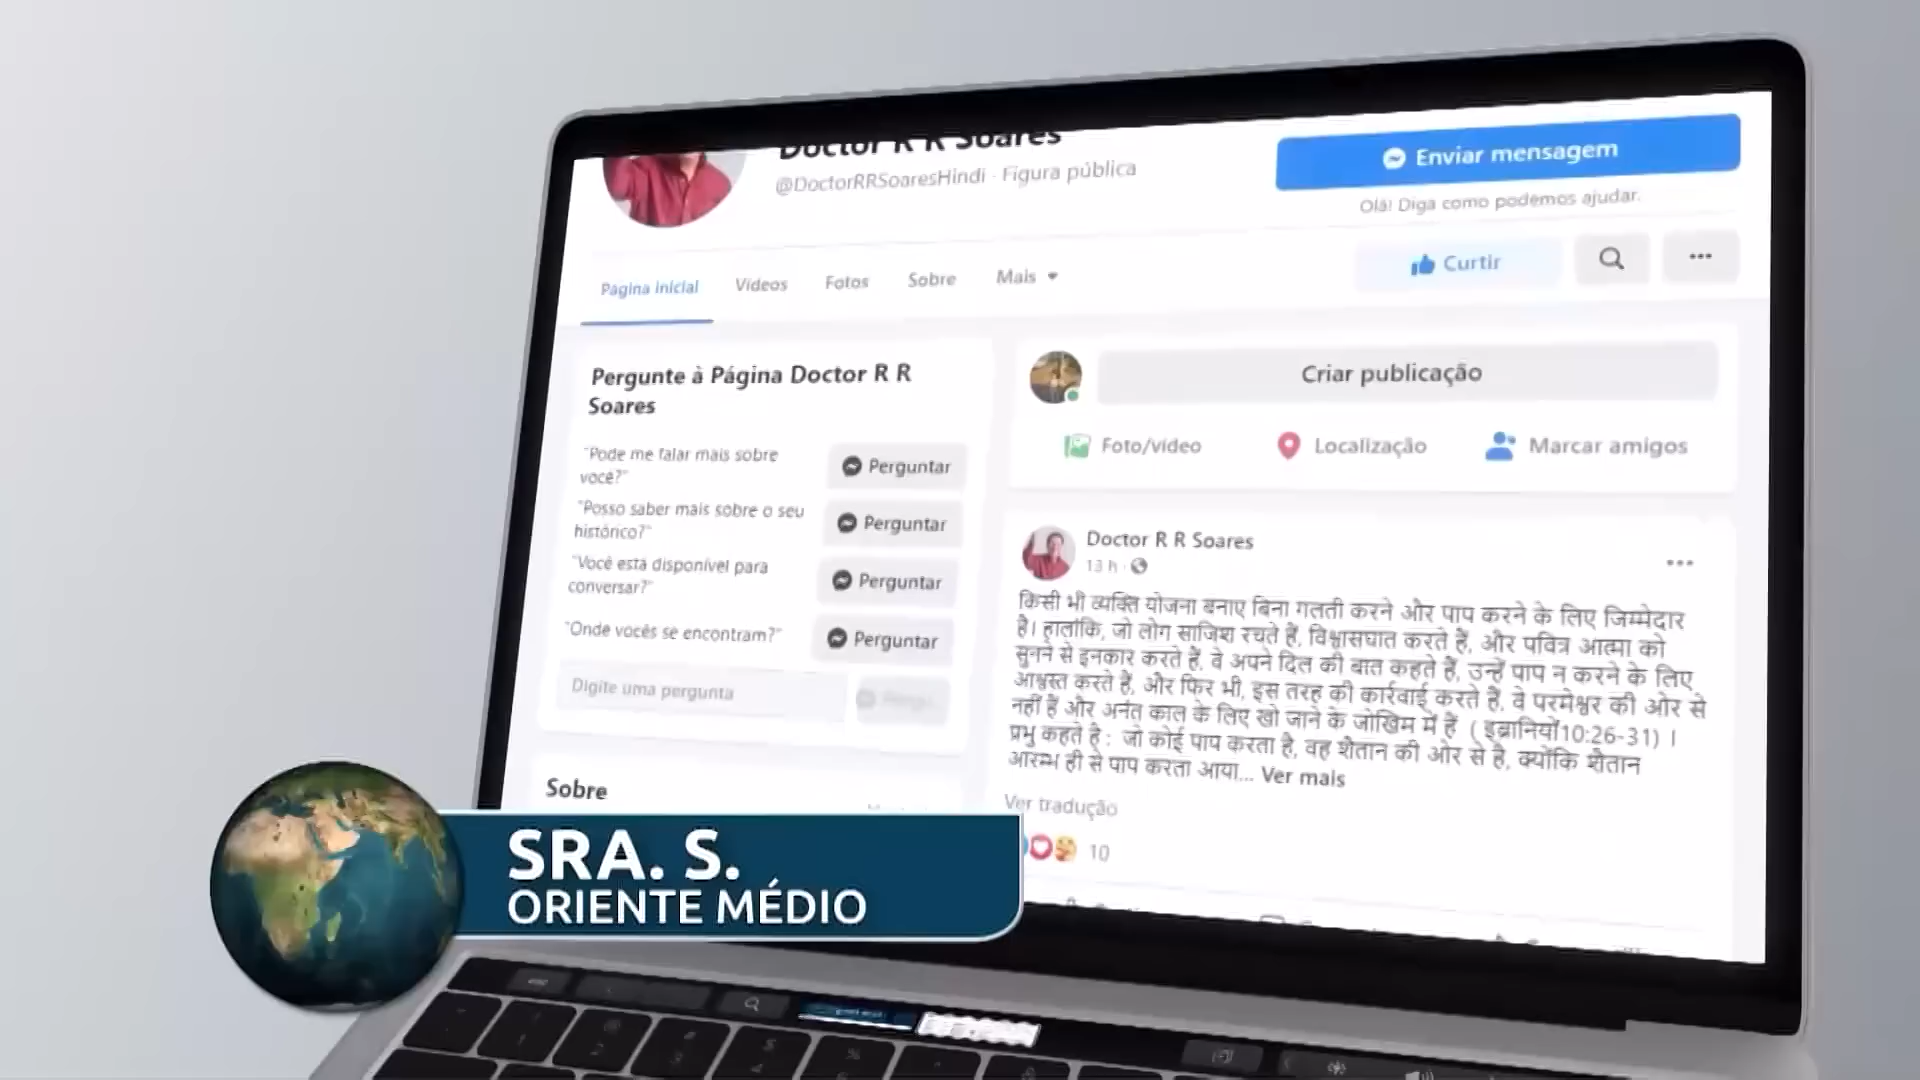 Doctor R R Soares
@DoctorRRSoaresHindi · Figura pública
Enviar mensagem
Olá! Diga como podemos ajudar.
Página inicial
Vídeos
Fotos
Sobre
Mais
Curtir
Pergunte à Página Doctor R R
Soares
"Pode me falar mais sobre
você?"
Perguntar
"Posso saber mais sobre o seu
histórico?"
Perguntar
"Você está disponível para
conversar?"
Perguntar
"Onde vocês se encontram?"
Perguntar
Digite uma pergunta
Sobre
Criar publicação
Foto/vídeo
Localização
Marcar amigos
Doctor R R Soares
13 h ·
किसी भी व्यक्ति योजना बनाए बिना गलती करने और पाप करने के लिए जिम्मेदार
है। हालांकि, जो लोग साजिश रचते हैं, विश्वासघात करते हैं, और पवित्र आत्मा को
सुनने से इनकार करते हैं, वे अपने दिल की बात कहते हैं, उन्हें पाप न करने के लिए
आश्वस्त करते हैं, और फिर भी, इस तरह की कार्रवाई करते हैं, वे परमेश्वर की ओर से
नहीं हैं और अनंत काल के लिए खो जाने के जोखिम में हैं ( इब्रानियों10:26-31) ।
प्रभु कहते है : जो कोई पाप करता है, वह शैतान की ओर से है, क्योंकि शैतान
आरम्भ ही से पाप करता आया... Ver mais
Ver tradução
10
SRA. S.
ORIENTE MÉDIO